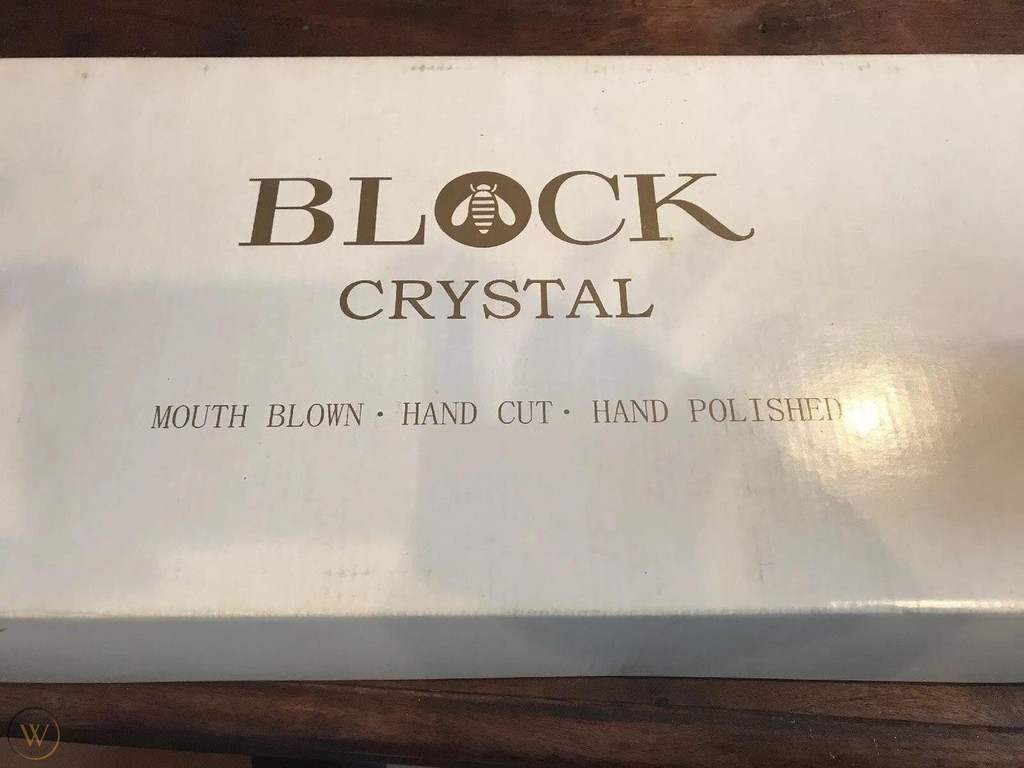 BLOCK
CRYSTAL
MOUTH BLOWN · HAND CUT · HAND POLISHED
W